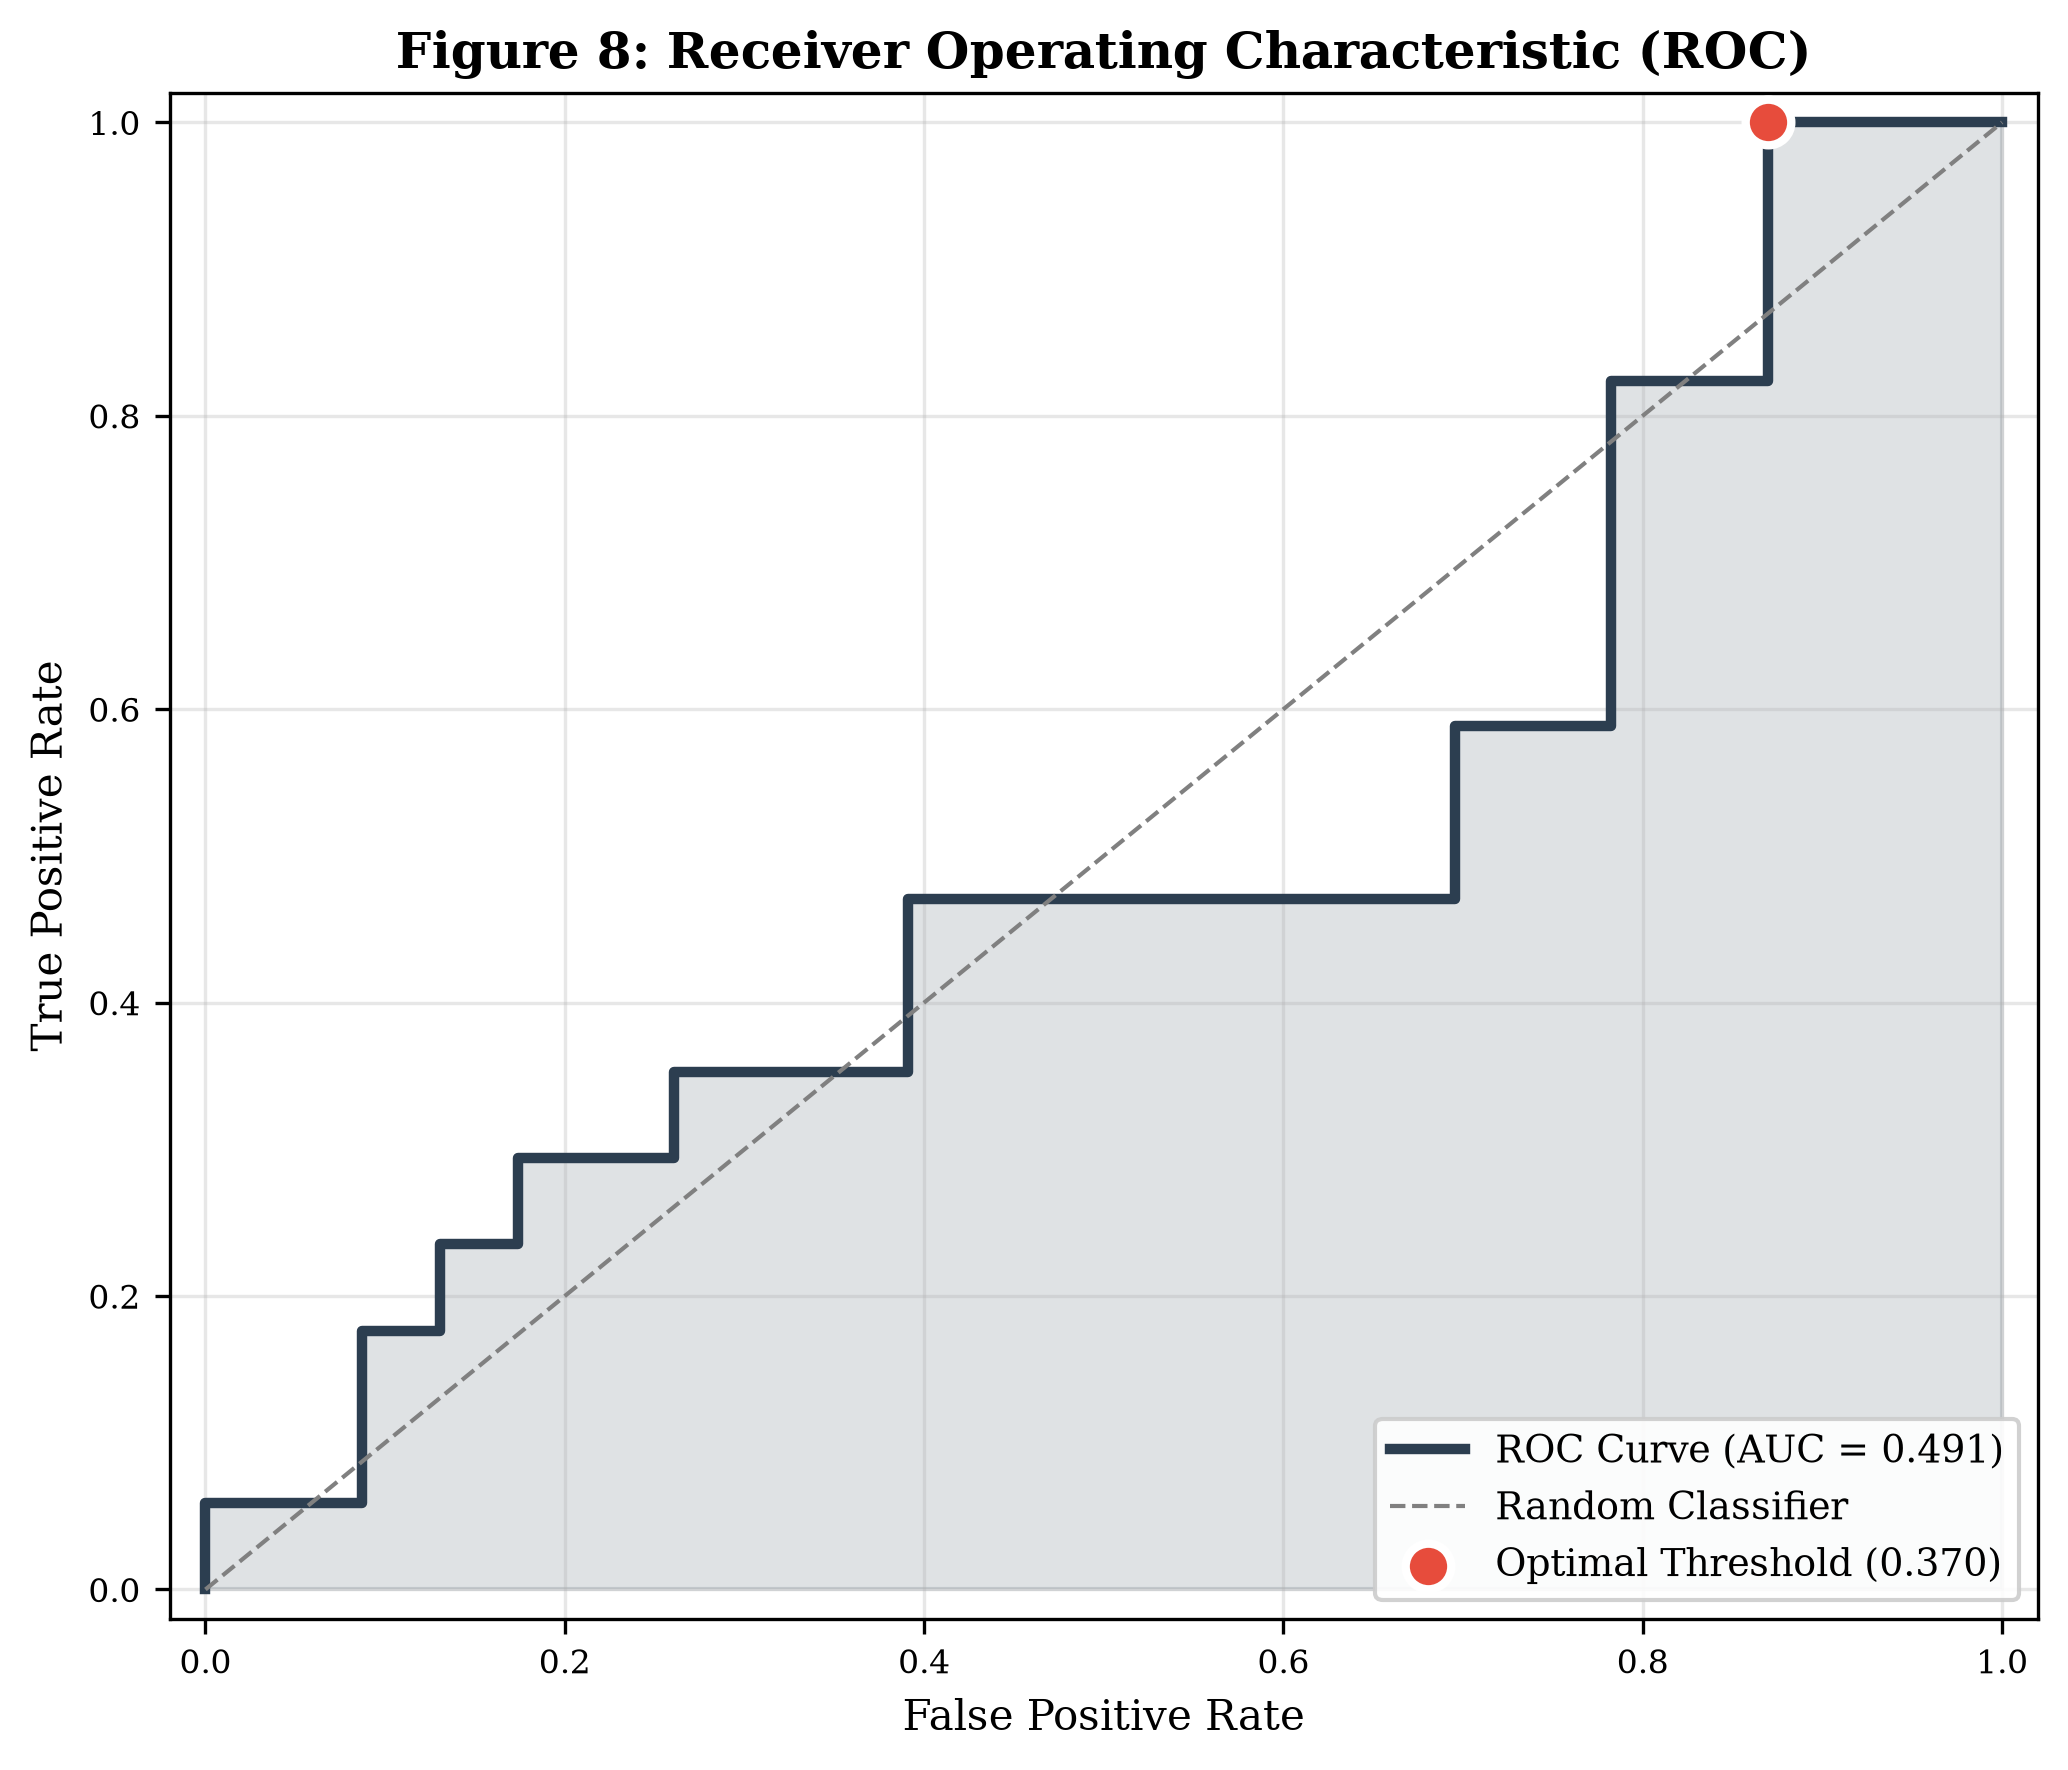 Figure 8: Receiver Operating Characteristic (ROC)
1.0
0.8
0.6
0.4
0.2
0.0
True Positive Rate
ROC Curve (AUC = 0.491)
Random Classifier
Optimal Threshold (0.370)
0.0 0.2 0.4 0.6 0.8 1.0
False Positive Rate